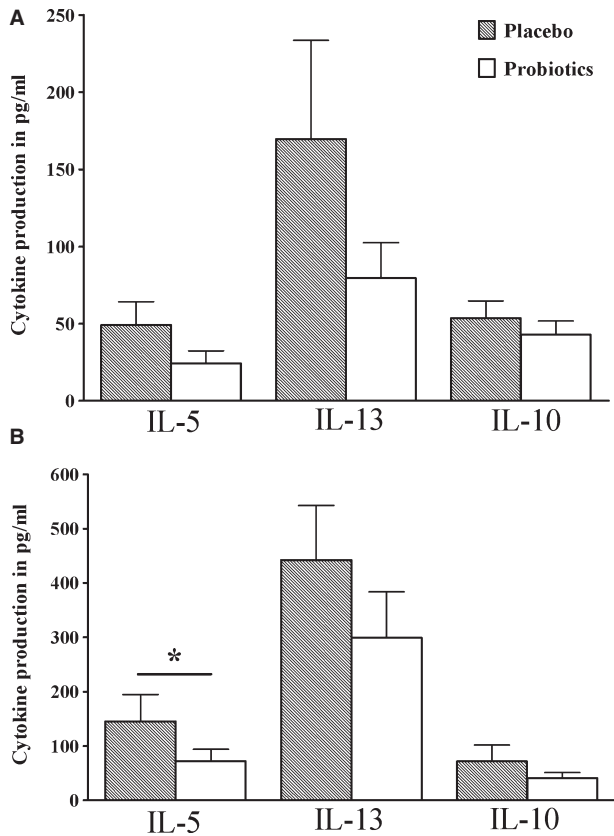 A
Cytokine production in pg/ml
250
200
150
100
50
0
Placebo
Probiotics
IL-5 IL-13 IL-10
B
Cytokine production in pg/ml
600
500
400
300
200
100
0
*
IL-5 IL-13 IL-10